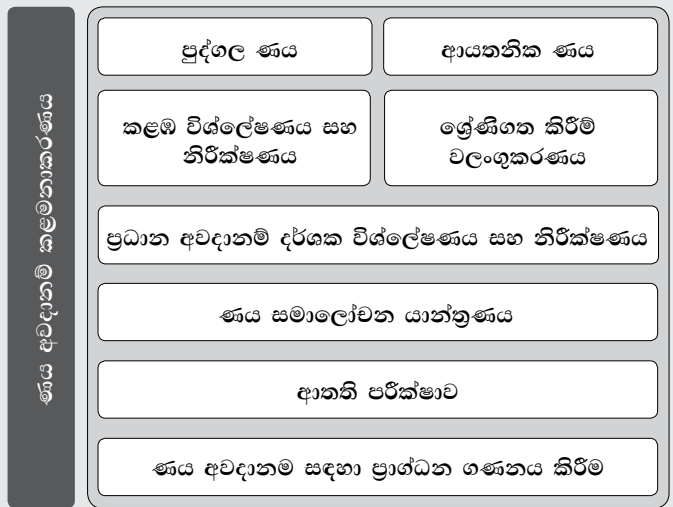 ණය අවදානම් කළමනාකරණය
පුද්ගල ණය
ආයතනික ණය
කළඹ විශ්ලේෂණය සහ
නිරීක්ෂණය
ශ්‍රේණිගත කිරීම්
වලංගුකරණය
ප්‍රධාන අවදානම් දර්ශක විශ්ලේෂණය සහ නිරීක්ෂණය
ණය සමාලෝචන යාන්ත්‍රණය
ආතති පරීක්ෂාව
ණය අවදානම සඳහා ප්‍රාග්ධන ගණනය කිරීම